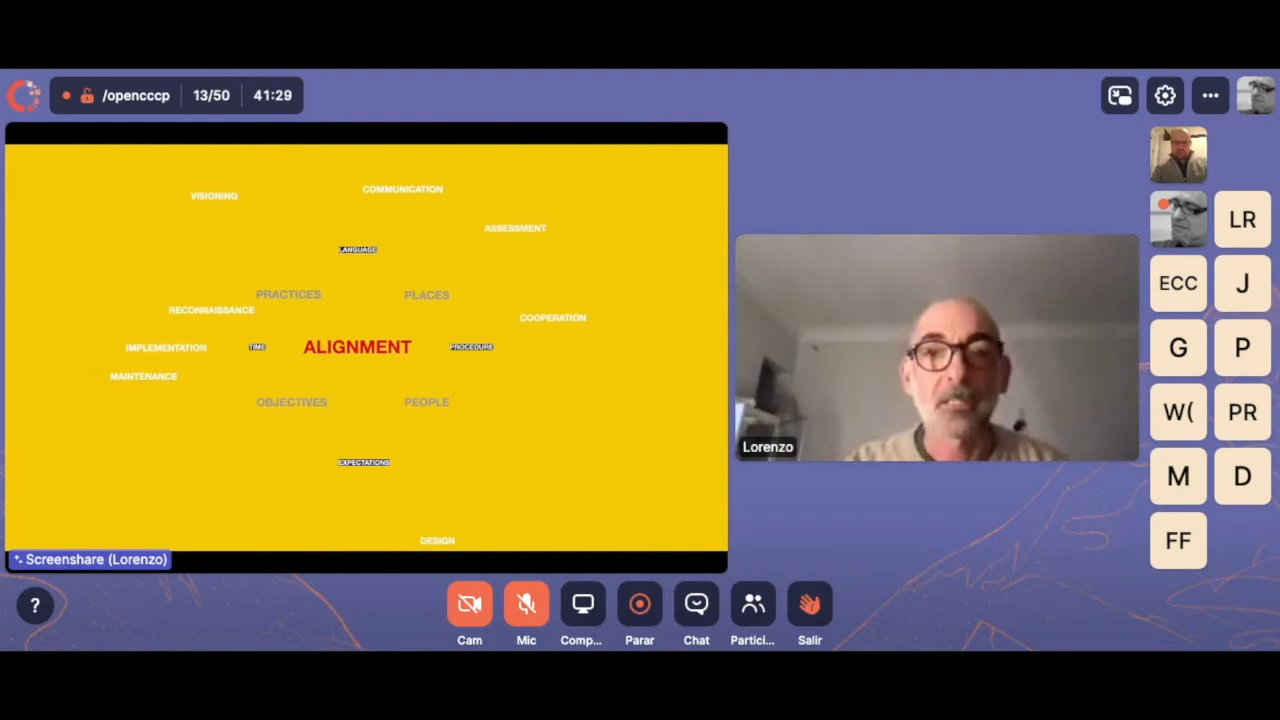 /opencccp
13/50
41:29
VISIONING
COMMUNICATION
ASSESSMENT
LANGUAGE
PRACTICES
PLACES
RECONNAISSANCE
COOPERATION
IMPLEMENTATION
TIME
ALIGNMENT
PROCEDURE
MAINTENANCE
OBJECTIVES
PEOPLE
EXPECTATIONS
DESIGN
Screenshare (Lorenzo)
Lorenzo
LR
ECC
J
G
P
W(
PR
M
D
FF
?
Cam
Mic
Comp...
Parar
Chat
Partici...
Salir